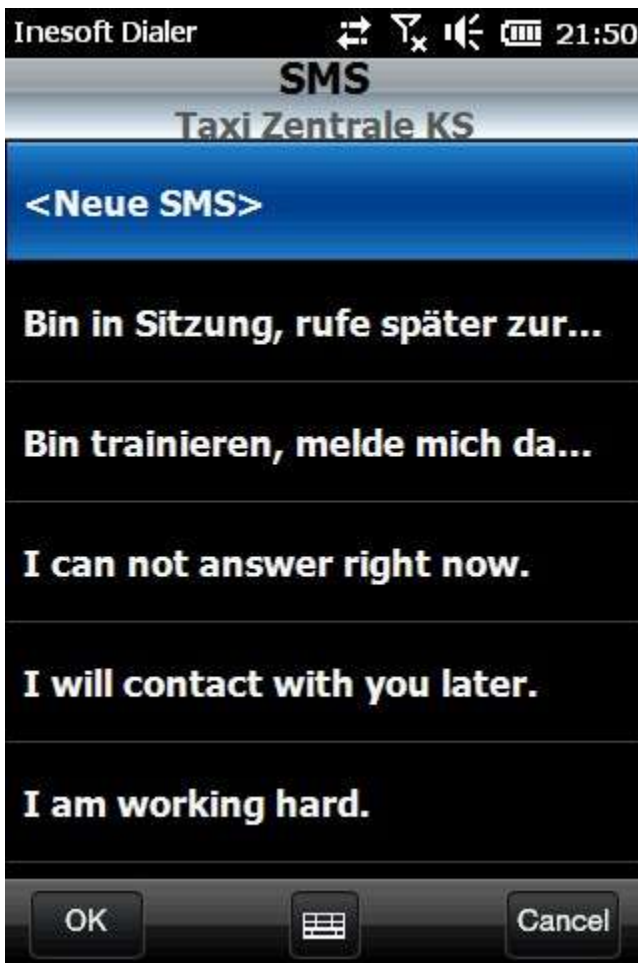 Inesoft Dialer 21:50
SMS
Taxi Zentrale KS
<Neue SMS>
Bin in Sitzung, rufe später zur...
Bin trainieren, melde mich da...
I can not answer right now.
I will contact with you later.
I am working hard.
OK Cancel